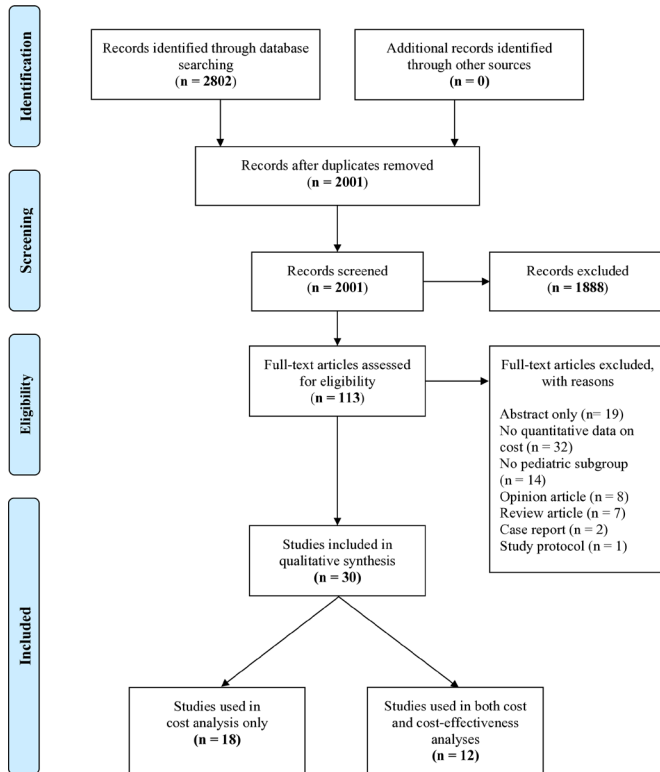 Identification
Records identified through database
searching
(n = 2802)
Additional records identified
through other sources
(n = 0)
Records after duplicates removed
(n = 2001)
Screening
Records screened
(n = 2001)
Records excluded
(n = 1888)
Eligibility
Full-text articles assessed
for eligibility
(n = 113)
Full-text articles excluded,
with reasons
Abstract only (n= 19)
No quantitative data on
cost (n = 32)
No pediatric subgroup
(n = 14)
Opinion article (n = 8)
Review article (n = 7)
Case report (n = 2)
Study protocol (n = 1)
Included
Studies included in
qualitative synthesis
(n = 30)
Studies used in
cost analysis only
(n = 18)
Studies used in both cost
and cost-effectiveness
analyses
(n = 12)